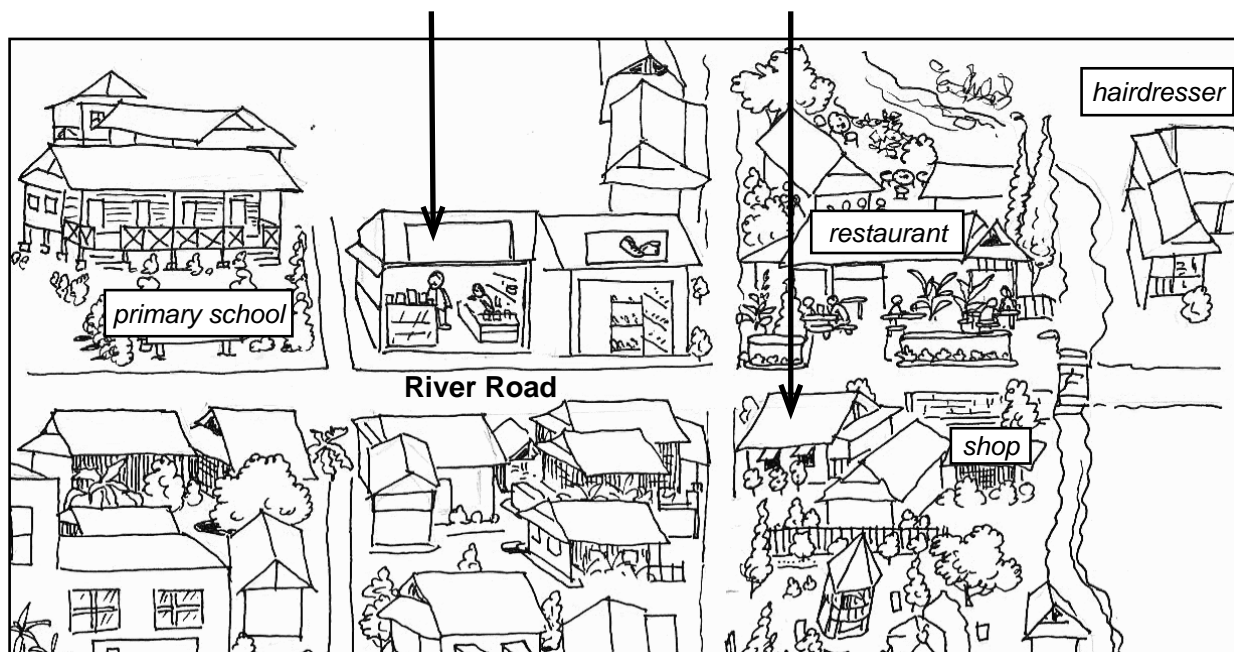 hairdresser
restaurant
primary school
River Road
shop